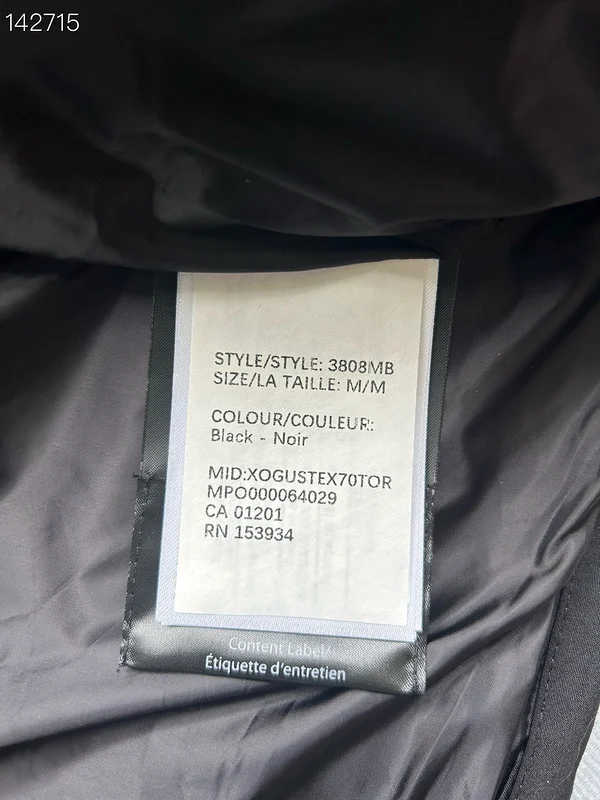 142715
STYLE/STYLE: 3808MB
SIZE/LA TAILLE: M/M
COLOUR/COULEUR:
Black - Noir
MID:XOGUSTEX70TOR
MPO000064029
CA 01201
RN 153934
Content Label/
Étiquette d'entretien